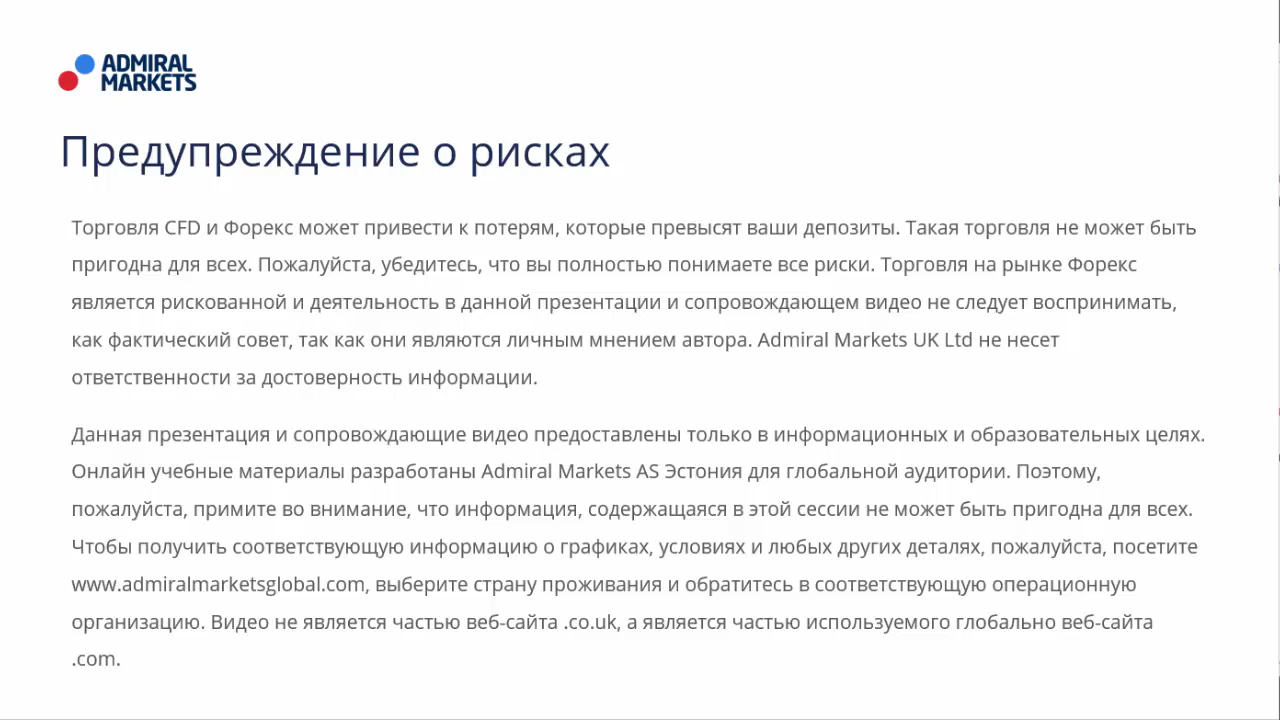 ADMIRAL
MARKETS
Предупреждение о рисках
Торговля CFD и Форекс может привести к потерям, которые превысят ваши депозиты. Такая торговля не может быть
пригодна для всех. Пожалуйста, убедитесь, что вы полностью понимаете все риски. Торговля на рынке Форекс
является рискованной и деятельность в данной презентации и сопровождающем видео не следует воспринимать,
как фактический совет, так как они являются личным мнением автора. Admiral Markets UK Ltd не несет
ответственности за достоверность информации.
Данная презентация и сопровождающие видео предоставлены только в информационных и образовательных целях.
Онлайн учебные материалы разработаны Admiral Markets AS Эстония для глобальной аудитории. Поэтому,
пожалуйста, примите во внимание, что информация, содержащаяся в этой сессии не может быть пригодна для всех.
Чтобы получить соответствующую информацию о графиках, условиях и любых других деталях, пожалуйста, посетите
www.admiralmarketsglobal.com, выберите страну проживания и обратитесь в соответствующую операционную
организацию. Видео не является частью веб-сайта .co.uk, а является частью используемого глобально веб-сайта
.com.